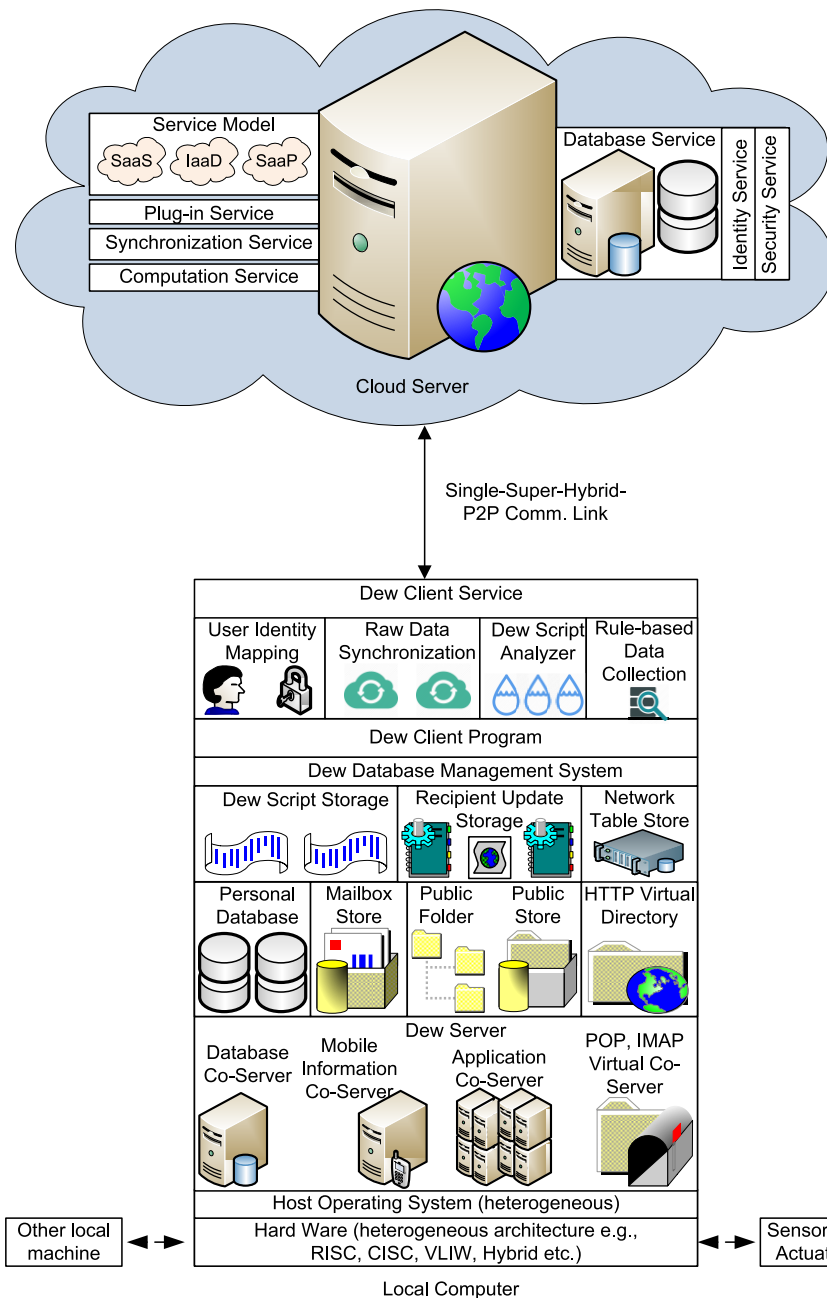 Service Model
SaaS
IaaD
SaaP
Plug-in Service
Synchronization Service
Computation Service
Database Service
Identity Service
Security Service
Cloud Server
Single-Super-Hybrid-
P2P Comm. Link
Dew Client Service
User Identity
Mapping
Raw Data
Synchronization
Dew Script
Analyzer
Rule-based
Data
Collection
Dew Client Program
Dew Database Management System
Dew Script Storage
Recipient Update
Storage
Network
Table Store
Personal
Database
Mailbox
Store
Public
Folder
Public
Store
HTTP Virtual
Directory
Dew Server
Database
Co-Server
Mobile
Information
Co-Server
Application
Co-Server
POP, IMAP
Virtual Co-
Server
Host Operating System (heterogeneous)
Hard Ware (heterogeneous architecture e.g.,
RISC, CISC, VLIW, Hybrid etc.)
Other local
machine
Sensor
Local Computer